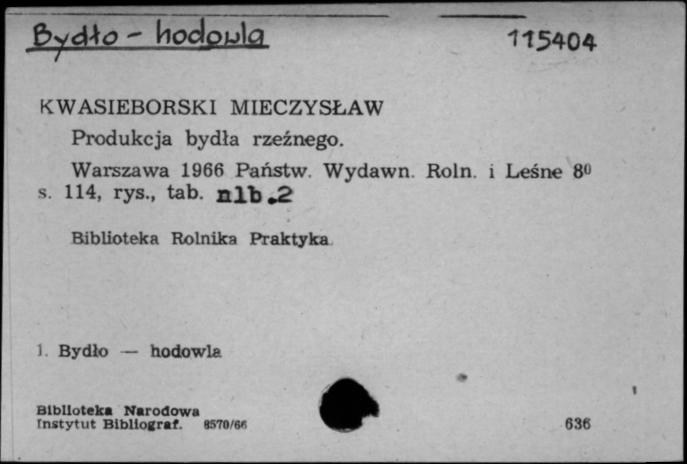 Bydło - hodowla 115404
KWASIEBORSKI MIECZYSŁAW
Produkcja bydła rzeźnego.
Warszawa 1966 Państw. Wydawn. Roln. i Leśne 8⁰
s. 114, rys., tab. nlb.2
Biblioteka Rolnika Praktyka.
1. Bydło — hodowla
Biblioteka Narodowa
Instytut Bibliograf. 8570/66 636